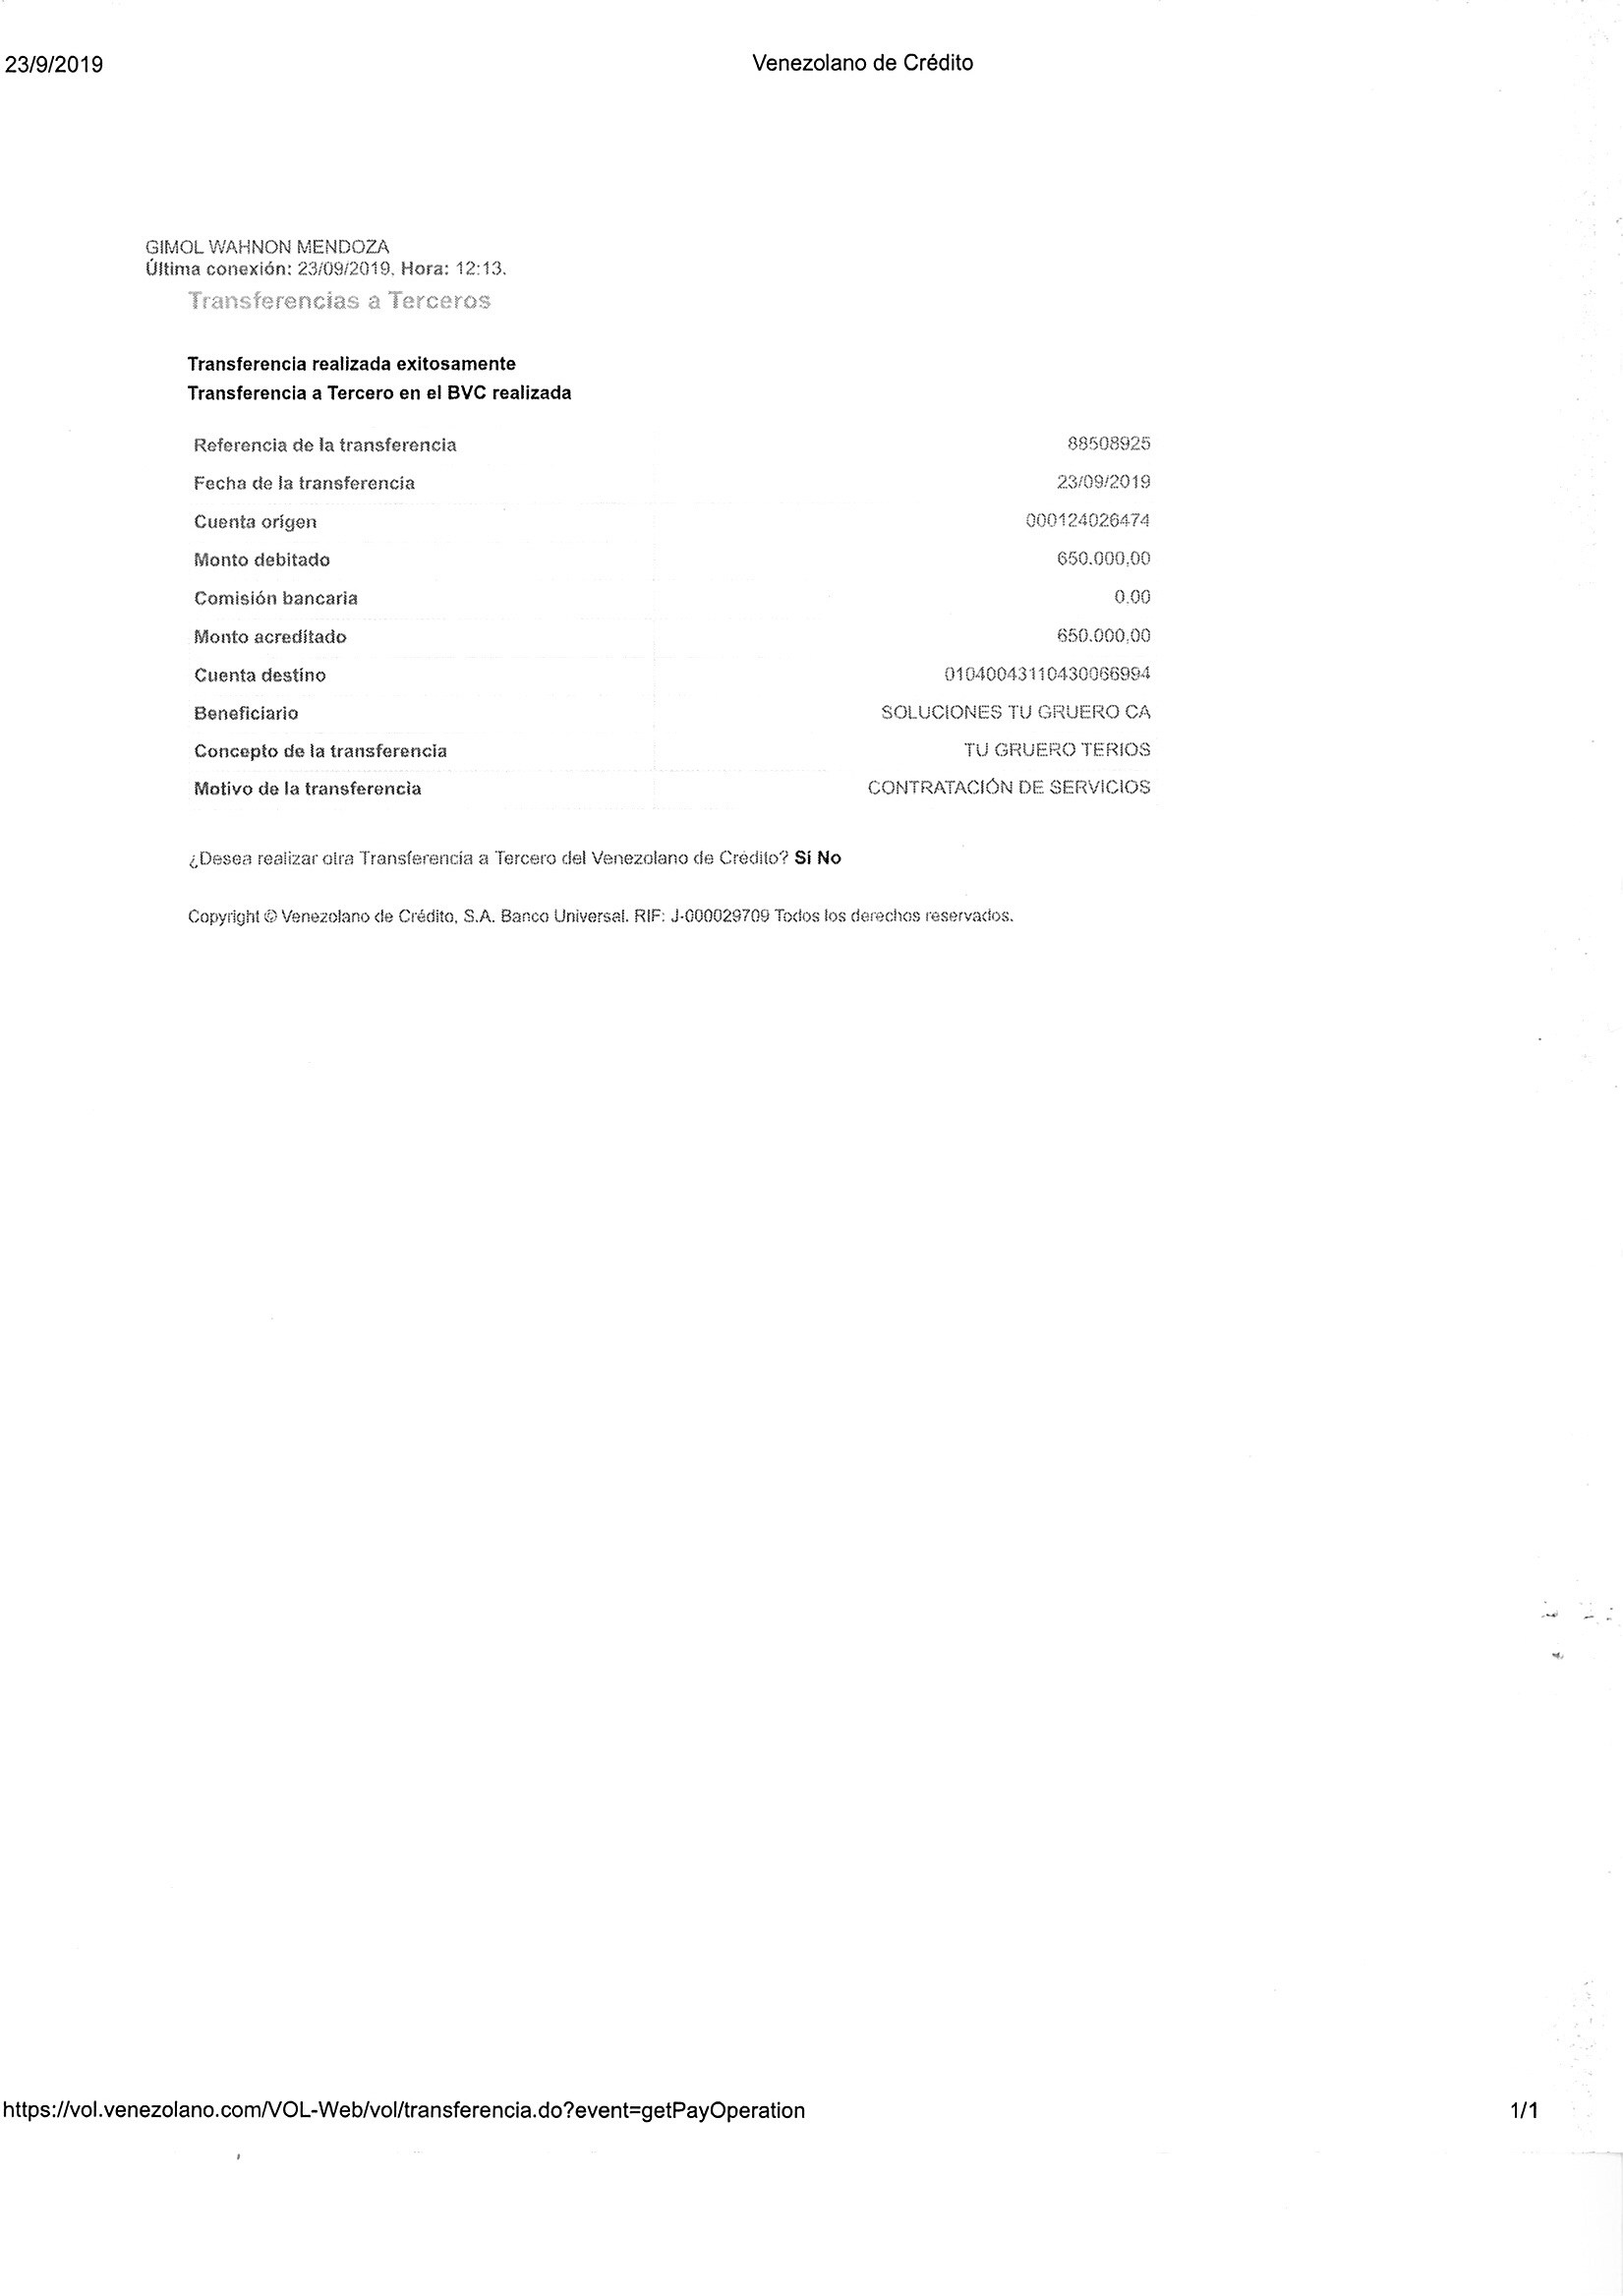 23/9/2019 Venezolano de Crédito
GIMOL WAHNON MENDOZA
Última conexión: 23/09/2019, Hora: 12:13.
Transferencias a Terceros
Transferencia realizada exitosamente
Transferencia a Tercero en el BVC realizada
Referencia de la transferencia 88508925
Fecha de la transferencia 23/09/2019
Cuenta origen 000124026474
Monto debitado 650.000,00
Comisión bancaria 0.00
Monto acreditado 650.000,00
Cuenta destino 01040043110430066994
Beneficiario SOLUCIONES TU GRUERO CA
Concepto de la transferencia TU GRUERO TERIOS
Motivo de la transferencia CONTRATACIÓN DE SERVICIOS
¿Desea realizar otra Transferencia a Tercero del Venezolano de Crédito? Sí No
Copyright © Venezolano de Crédito, S.A. Banco Universal. RIF: J-000029709 Todos los derechos reservados.
https://vol.venezolano.com/VOL-Web/vol/transferencia.do?event=getPayOperation 1/1